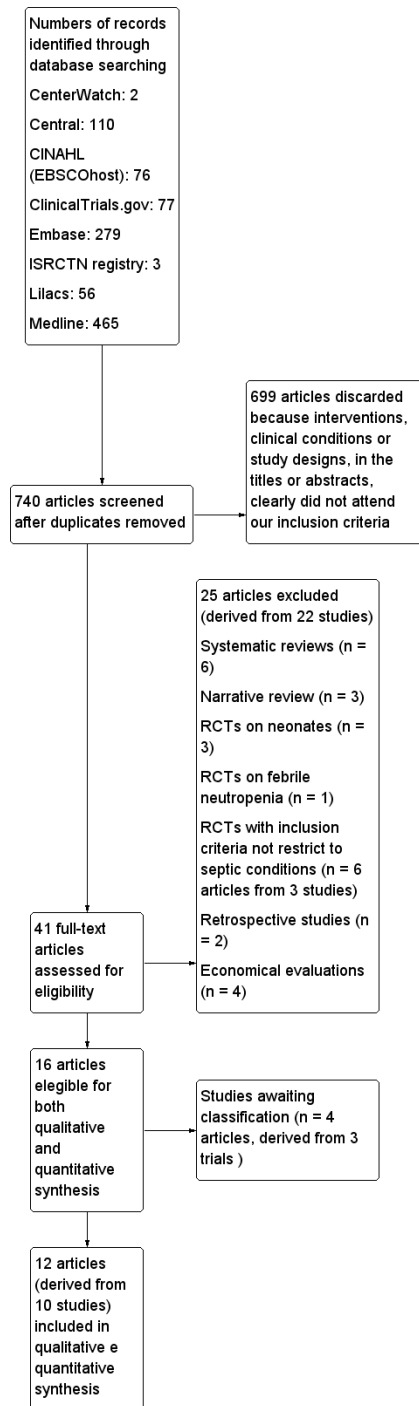 Numbers of records
identified through
database searching
CenterWatch: 2
Central: 110
CINAHL
(EBSCOhost): 76
ClinicalTrials.gov: 77
Embase: 279
ISRCTN registry: 3
Lilacs: 56
Medline: 465
699 articles discarded
because interventions,
clinical conditions or
study designs, in the
titles or abstracts,
clearly did not attend
our inclusion criteria
740 articles screened
after duplicates removed
25 articles excluded
(derived from 22 studies)
Systematic reviews (n =
6)
Narrative review (n = 3)
RCTs on neonates (n =
3)
RCTs on febrile
neutropenia (n = 1)
RCTs with inclusion
criteria not restrict to
septic conditions (n = 6
articles from 3 studies)
Retrospective studies (n
= 2)
Economical evaluations
(n = 4)
41 full-text
articles
assessed for
eligibility
16 articles
elegible for
both
qualitative
and
quantitative
synthesis
Studies awaiting
classification (n = 4
articles, derived from 3
trials )
12 articles
(derived from
10 studies)
included in
qualitative e
quantitative
synthesis